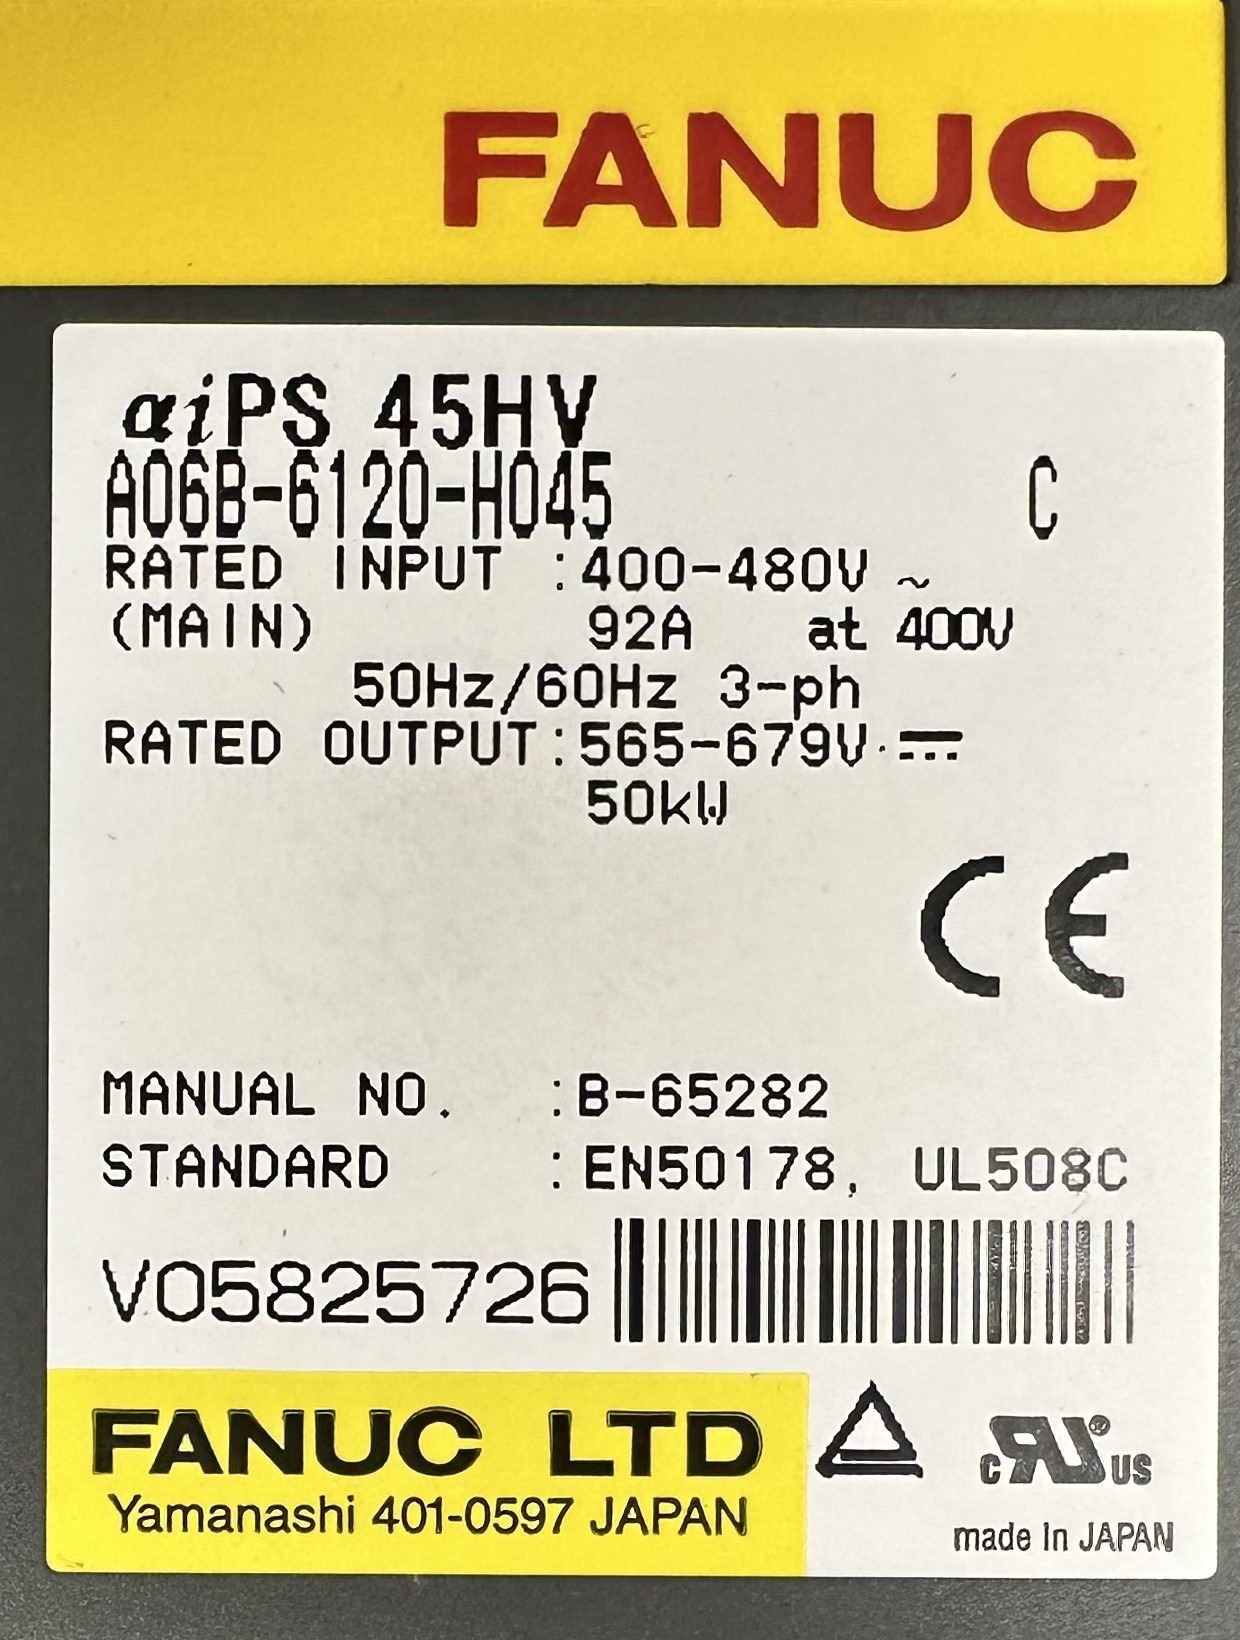 FANUC
αiPS 45HV
A06B-6120-H045 C
RATED INPUT :400-480V ~
(MAIN) 92A at 400V
50Hz/60Hz 3-ph
RATED OUTPUT:565-679V ⎓
50kW
CE
MANUAL NO. :B-65282
STANDARD :EN50178, UL508C
V05825726
FANUC LTD
Yamanashi 401-0597 JAPAN
c RU ® US
made in JAPAN